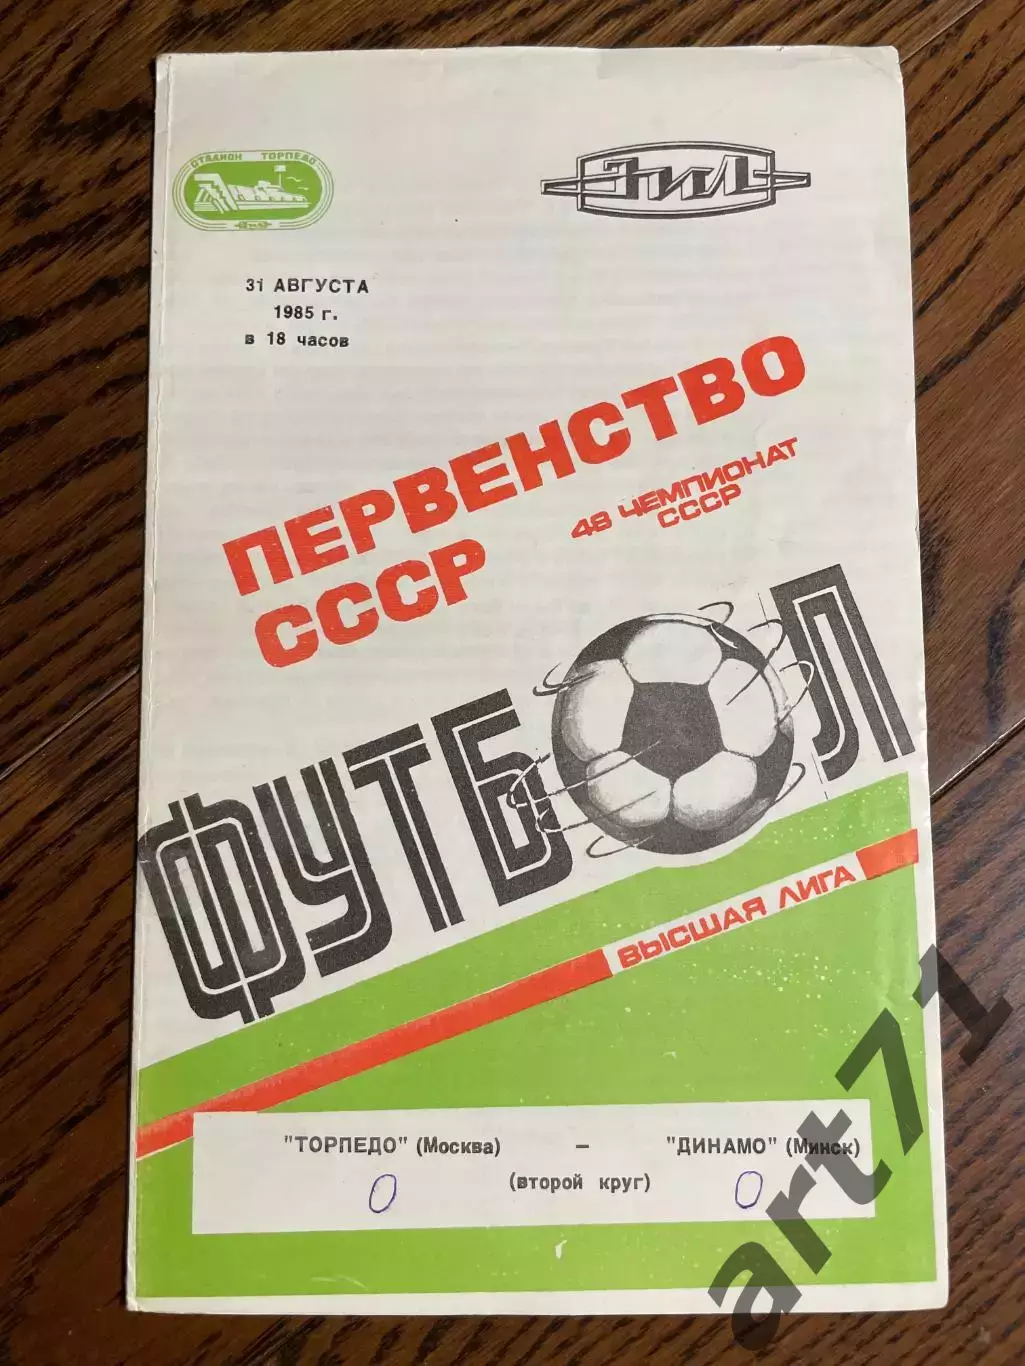 СТАДИОН ТОРПЕДО
ЗИЛ
ЗИЛ
31 АВГУСТА
1985 г.
в 18 часов
ПЕРВЕНСТВО
СССР
48 ЧЕМПИОНАТ
СССР
ФУТБОЛ
ВЫСШАЯ ЛИГА
"ТОРПЕДО" (Москва) – "ДИНАМО" (Минск)
(второй круг)
0 0
art71